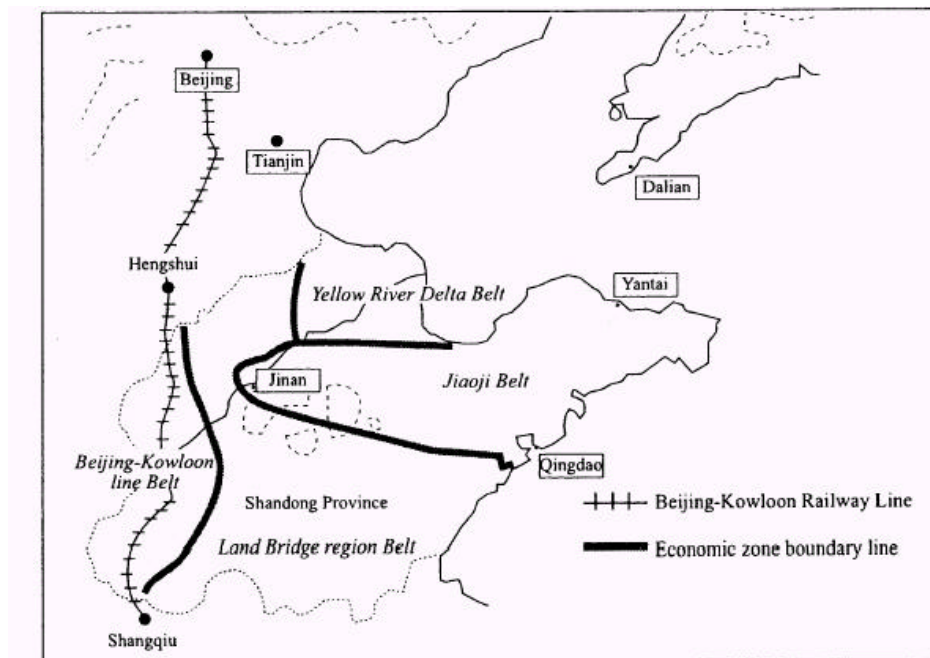 Beijing
Tianjin
Dalian
Hengshui
Yellow River Delta Belt
Yantai
Jinan
Jiaoji Belt
Beijing-Kowloon
line Belt
Qingdao
Shandong Province
Beijing-Kowloon Railway Line
Land Bridge region Belt
Economic zone boundary line
Shangqiu